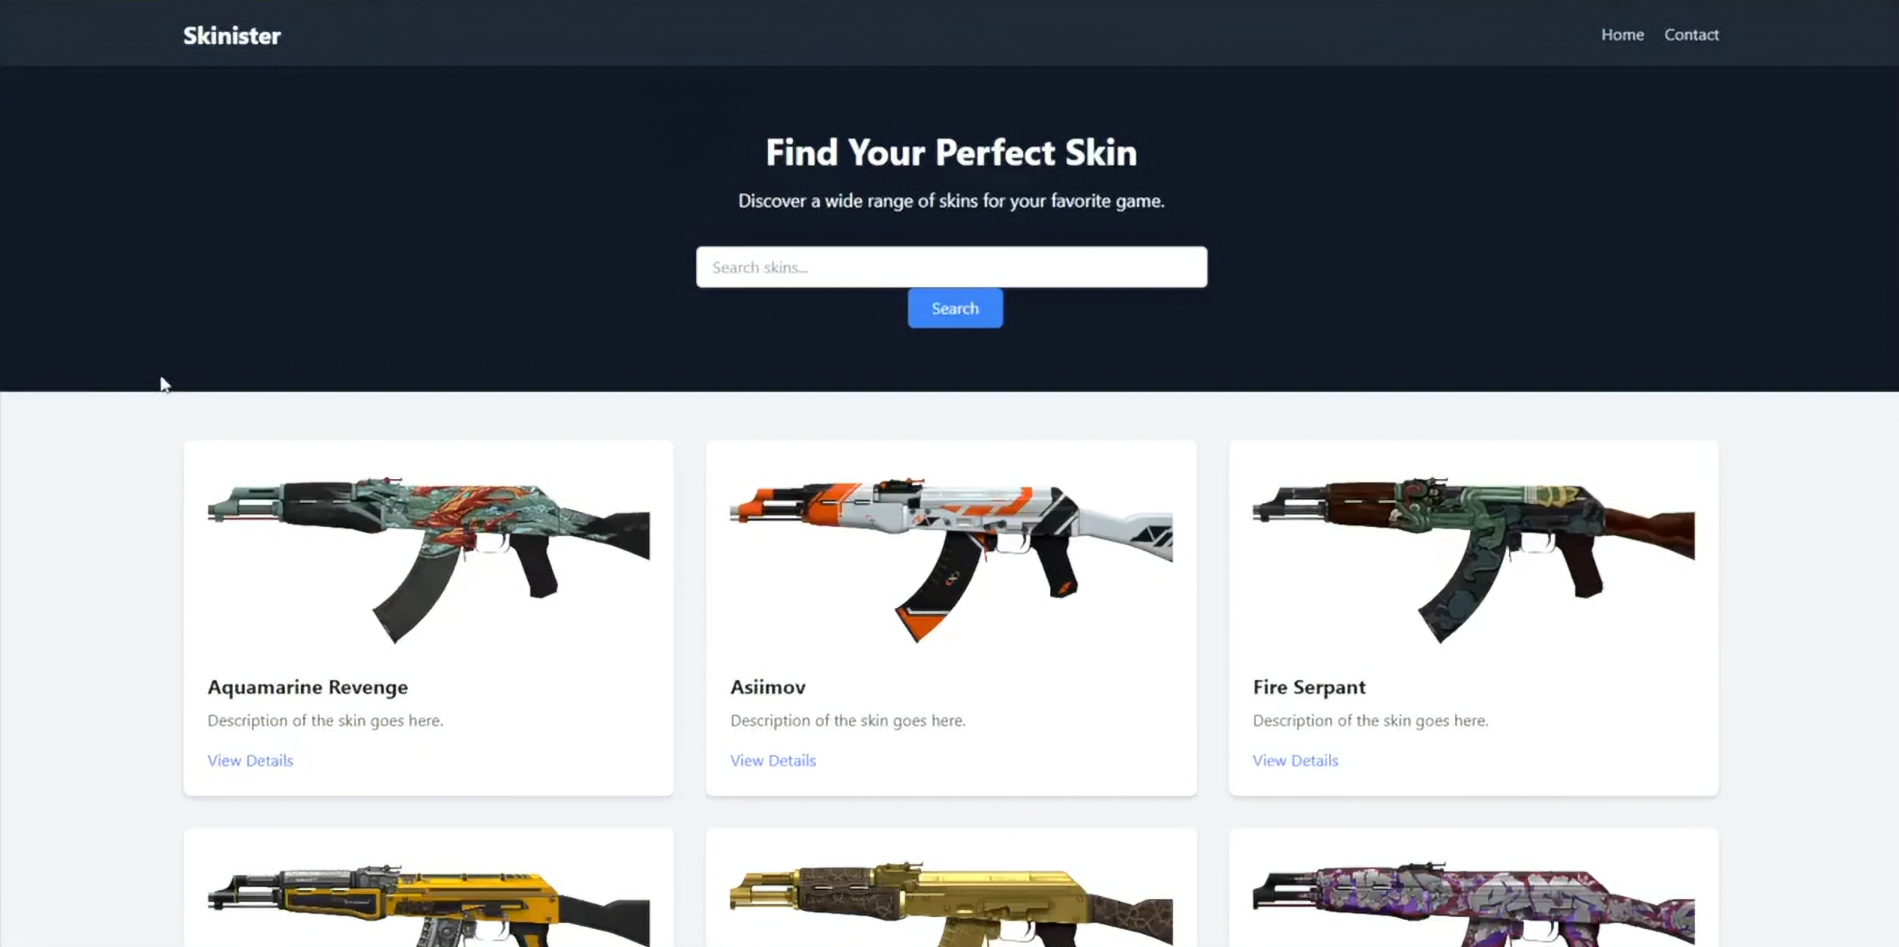 Skinister
Home Contact
Find Your Perfect Skin
Discover a wide range of skins for your favorite game.
Search skins...
Search
Aquamarine Revenge
Description of the skin goes here.
View Details
Asiimov
Description of the skin goes here.
View Details
Fire Serpant
Description of the skin goes here.
View Details